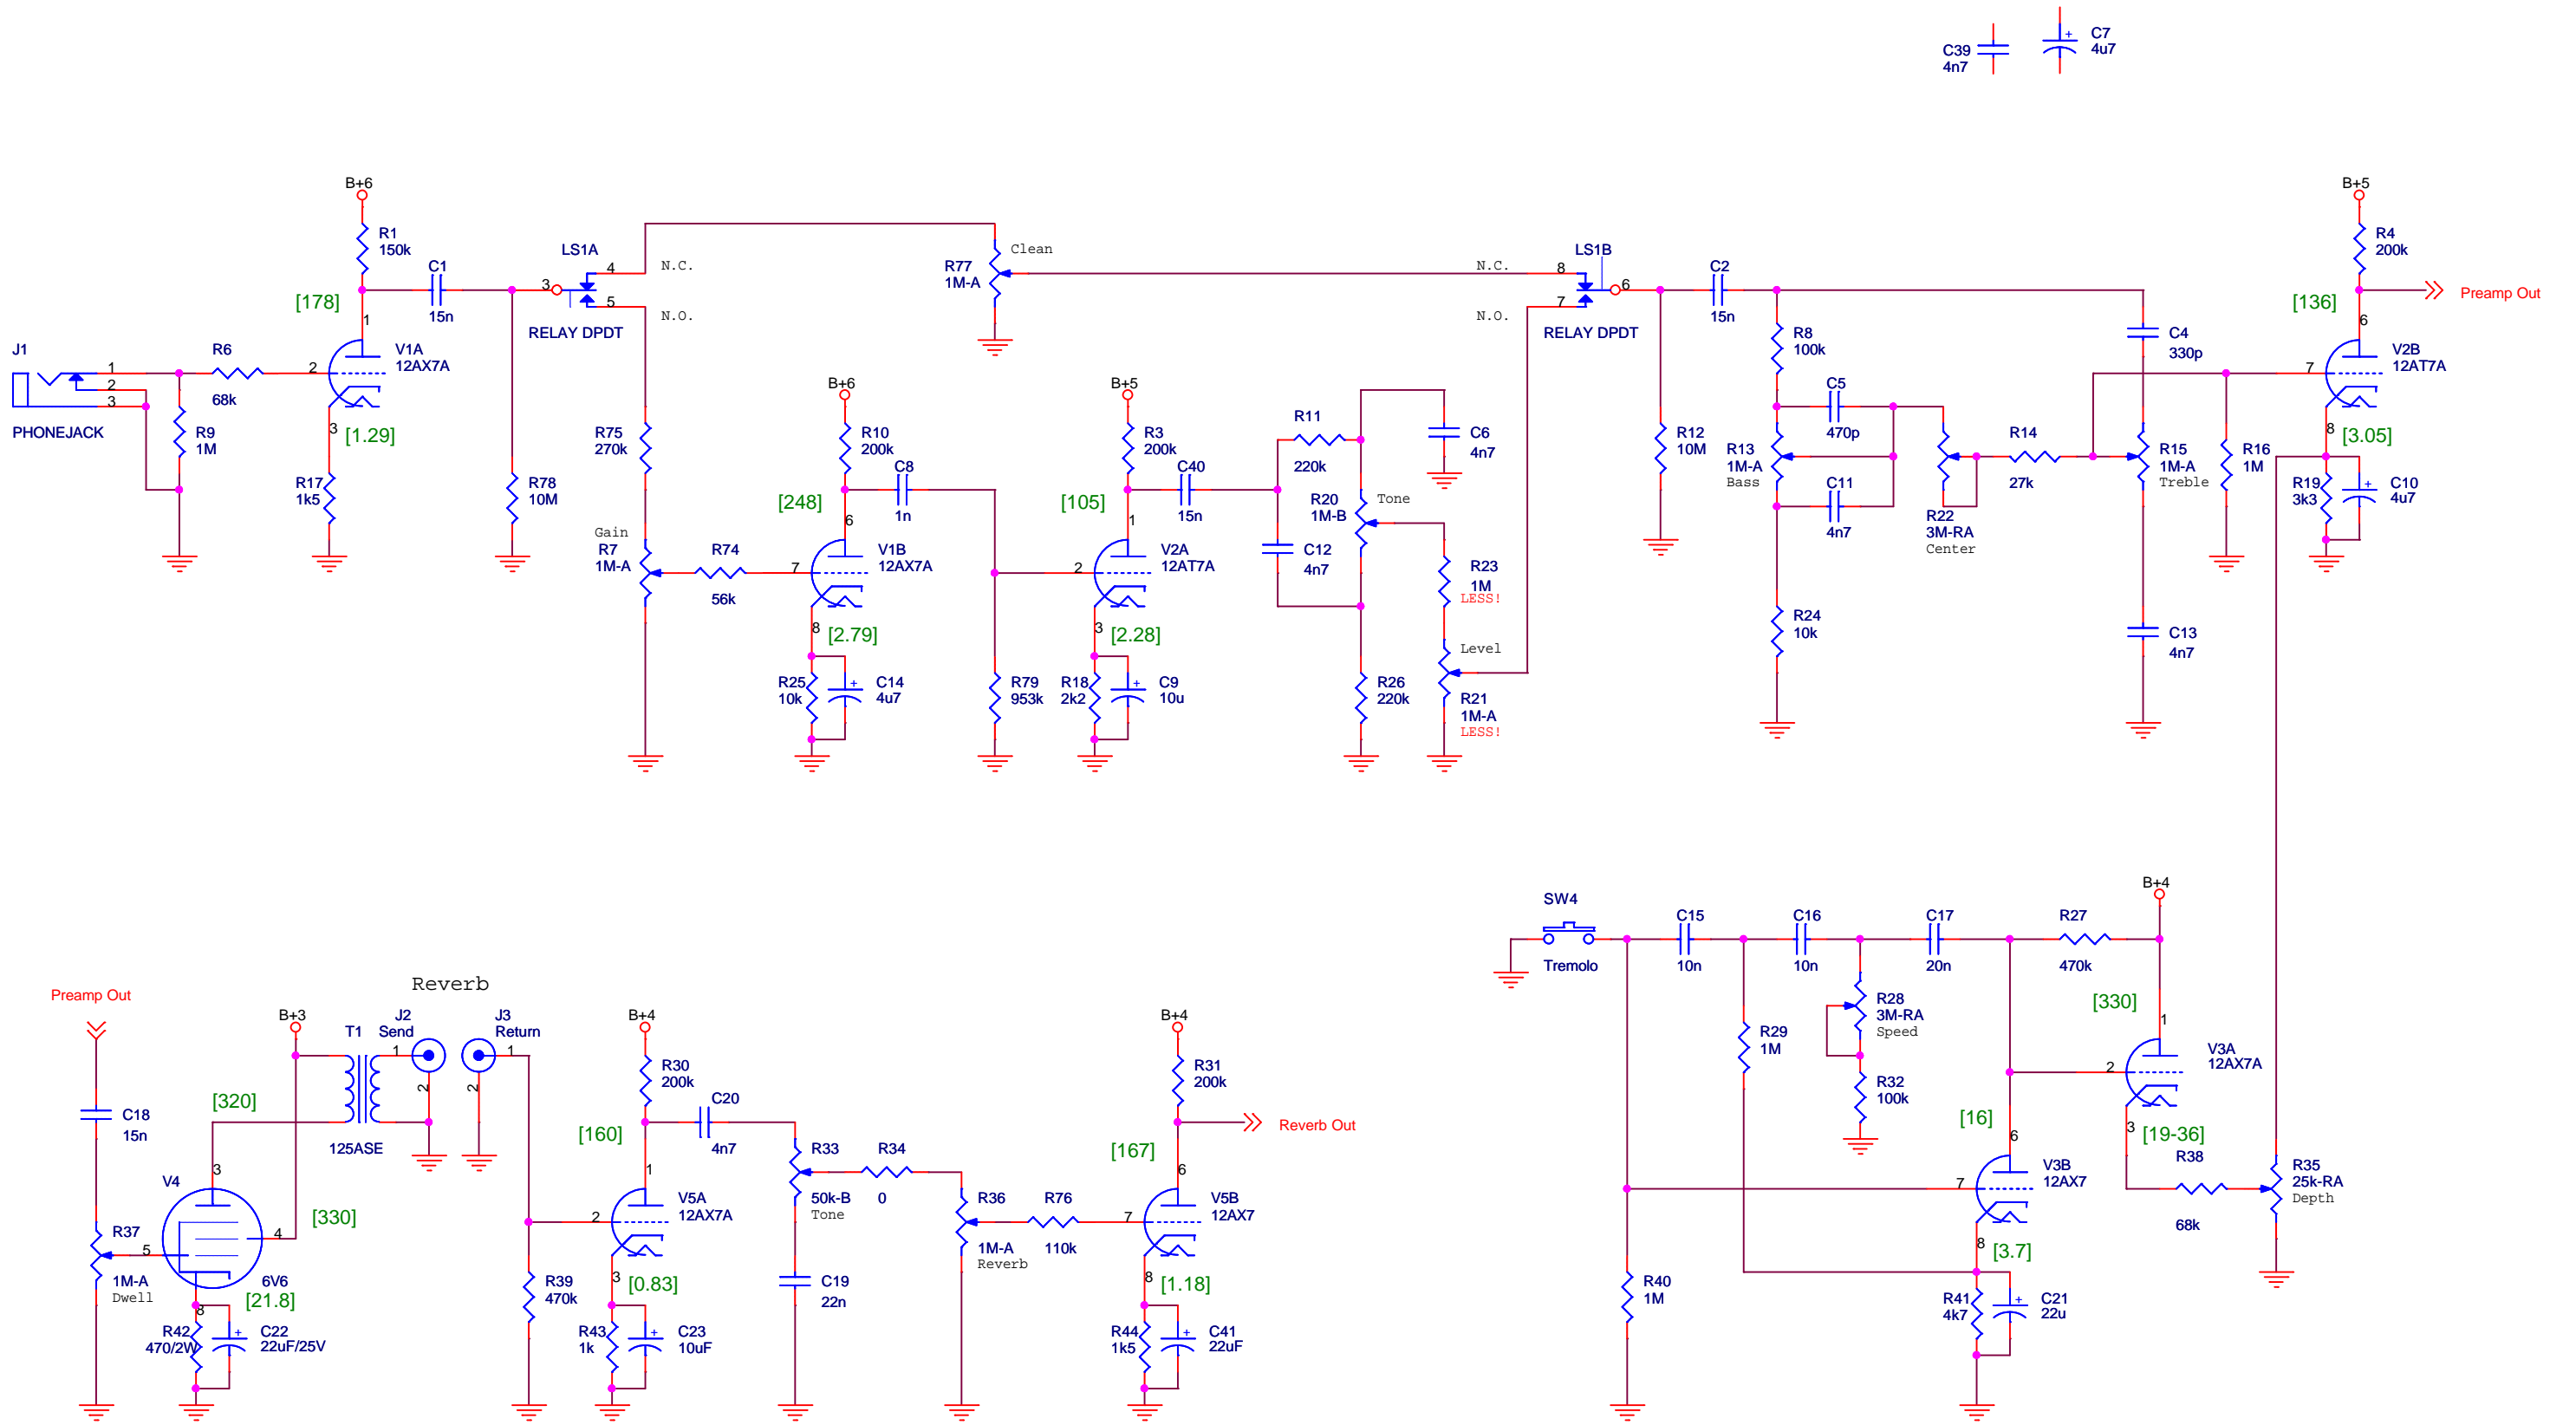 C39
4n7
C7
4u7
B+6
R1
150k
[178]
1
C1
15n
LS1A
3
4
5
N.C.
N.O.
RELAY DPDT
R77
1M-A
Clean
N.C.
N.O.
LS1B
8
7
6
RELAY DPDT
C2
15n
B+5
R4
200k
[136]
6
Preamp Out
J1
1
2
3
PHONEJACK
R6
68k
R9
1M
2
V1A
12AX7A
3
[1.29]
R17
1k5
R78
10M
R75
270k
Gain
R7
1M-A
R74
56k
B+6
R10
200k
C8
1n
[248]
6
7
V1B
12AX7A
8
[2.79]
R25
10k
C14
4u7
R79
953k
B+5
R3
200k
C40
15n
[105]
1
2
V2A
12AT7A
3
[2.28]
R18
2k2
C9
10u
R11
220k
C12
4n7
R20
1M-B
Tone
C6
4n7
R23
1M
LESS!
Level
R21
1M-A
LESS!
R26
220k
R12
10M
R8
100k
C5
470p
R13
1M-A
Bass
C11
4n7
R24
10k
R22
3M-RA
Center
R14
27k
C4
330p
R15
1M-A
Treble
C13
4n7
R16
1M
7
V2B
12AT7A
8
[3.05]
R19
3k3
C10
4u7
Reverb
Preamp Out
C18
15n
R37
1M-A
Dwell
B+3
[320]
3
V4
5
4
[330]
6V6
8
[21.8]
R42
470/2W
C22
22uF/25V
T1
125ASE
J2
Send
1
2
J3
Return
1
2
R39
470k
B+4
R30
200k
[160]
1
C20
4n7
2
V5A
12AX7A
3
[0.83]
R43
1k
C23
10uF
R33
50k-B
Tone
C19
22n
R34
0
R36
1M-A
Reverb
R76
110k
B+4
R31
200k
[167]
6
Reverb Out
7
V5B
12AX7
8
[1.18]
R44
1k5
C41
22uF
SW4
Tremolo
C15
10n
C16
10n
C17
20n
R27
470k
B+4
[330]
1
R29
1M
R28
3M-RA
Speed
R32
100k
2
V3A
12AX7A
3
[19-36]
[16]
6
7
V3B
12AX7
8
[3.7]
R38
68k
R35
25k-RA
Depth
R40
1M
R41
4k7
C21
22u